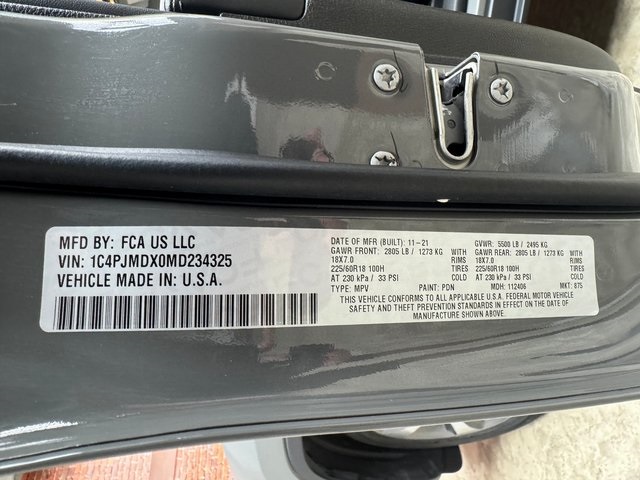 MFD BY: FCA US LLC
VIN: 1C4PJMDX0MD234325
VEHICLE MADE IN: U.S.A.
DATE OF MFR (BUILT): 11-21 GVWR: 5500 LB / 2495 KG
GAWR FRONT: 2805 LB / 1273 KG WITH GAWR REAR: 2805 LB / 1273 KG WITH
18X7.0 RIMS 18X7.0 RIMS
225/60R18 100H TIRES 225/60R18 100H TIRES
AT 230 kPa / 33 PSI COLD AT 230 kPa / 33 PSI COLD
TYPE: MPV PAINT: PDN MDH: 112406 MKT: 875
THIS VEHICLE CONFORMS TO ALL APPLICABLE U.S.A. FEDERAL MOTOR VEHICLE
SAFETY AND THEFT PREVENTION STANDARDS IN EFFECT ON THE DATE OF MANUFACTURE SHOWN
ABOVE.